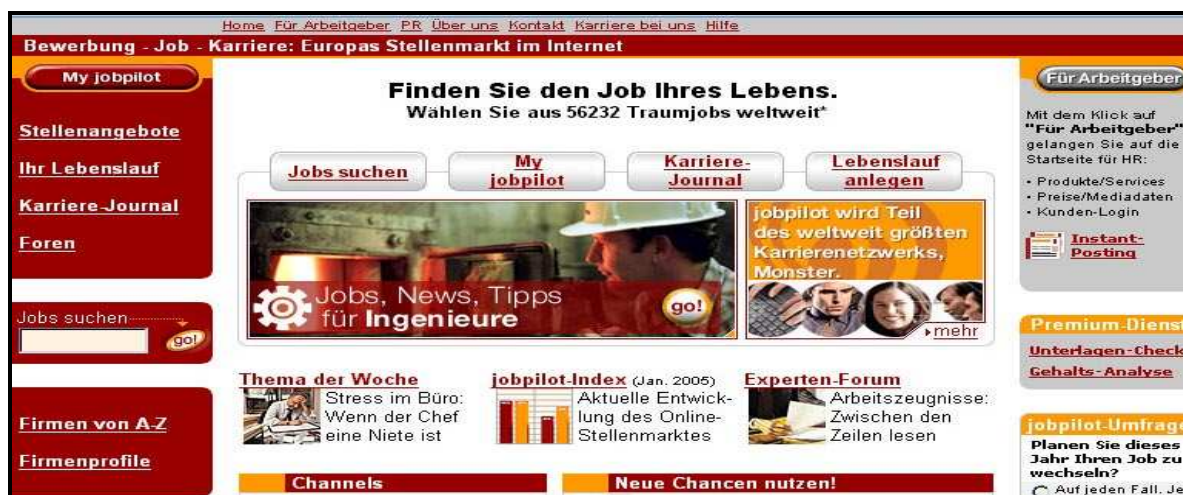 Home Für Arbeitgeber PR Über uns Kontakt Karriere bei uns Hilfe
Bewerbung - Job - Karriere: Europas Stellenmarkt im Internet
My jobpilot
Stellenangebote
Ihr Lebenslauf
Karriere-Journal
Foren
Jobs suchen
go!
Firmen von A-Z
Firmenprofile
Finden Sie den Job Ihres Lebens.
Wählen Sie aus 56232 Traumjobs weltweit*
Jobs suchen
My
jobpilot
Karriere-
Journal
Lebenslauf
anlegen
Jobs, News, Tipps
für Ingenieure
go!
jobpilot wird Teil
des weltweit größten
Karrierenetzwerks,
Monster.
mehr
Thema der Woche
Stress im Büro:
Wenn der Chef
eine Niete ist
jobpilot-Index (Jan. 2005)
Aktuelle Entwick-
lung des Online-
Stellenmarktes
Experten-Forum
Arbeitszeugnisse:
Zwischen den
Zeilen lesen
Channels
Neue Chancen nutzen!
Für Arbeitgeber
Mit dem Klick auf
"Für Arbeitgeber"
gelangen Sie auf die
Startseite für HR:
• Produkte/Services
• Preise/Mediadaten
• Kunden-Login
Instant-
Posting
Premium-Dienst
Unterlagen-Check
Gehalts-Analyse
jobpilot-Umfrage
Planen Sie dieses
Jahr Ihren Job zu
wechseln?
Auf jeden Fall. Je